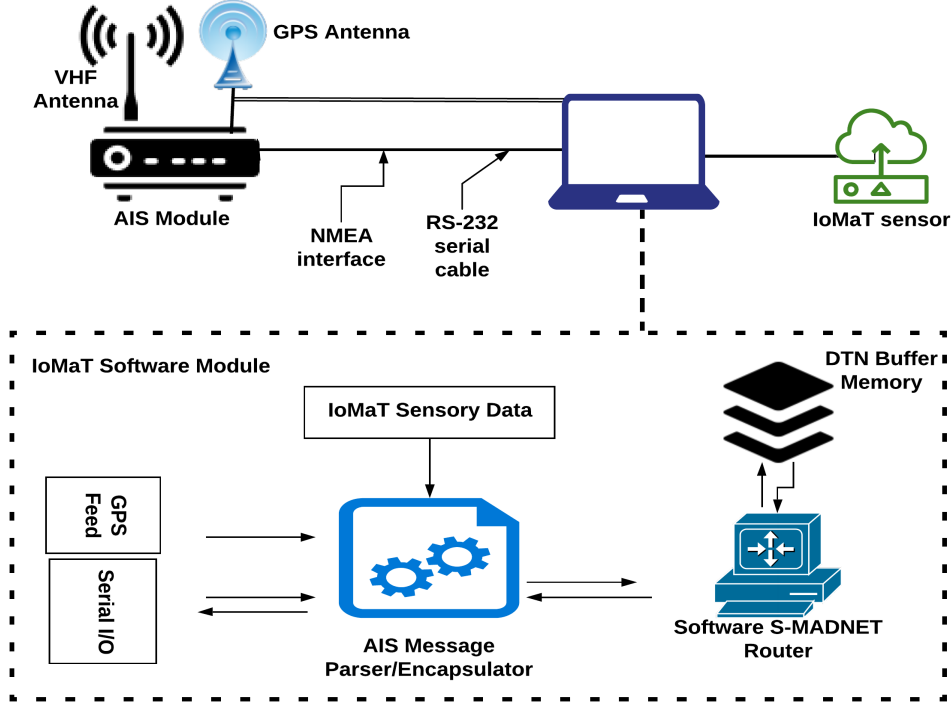 GPS Antenna
VHF
Antenna
AIS Module
NMEA
interface
RS-232
serial
cable
IoMaT sensor
IoMaT Software Module
DTN Buffer
Memory
IoMaT Sensory Data
GPS
Feed
Serial I/O
AIS Message
Parser/Encapsulator
Software S-MADNET
Router